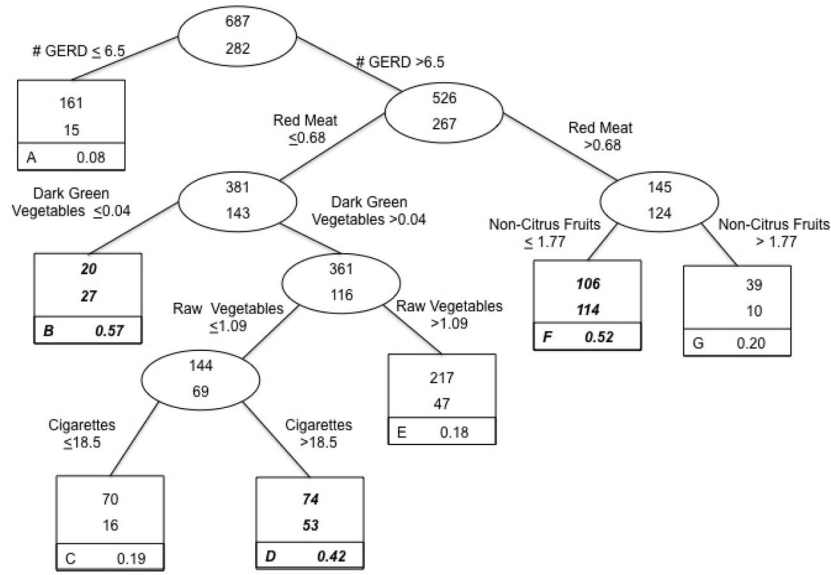 687
282
# GERD ≤ 6.5
# GERD >6.5
161
15
A 0.08
526
267
Red Meat
≤0.68
Red Meat
>0.68
381
143
145
124
Dark Green
Vegetables ≤0.04
Dark Green
Vegetables >0.04
Non-Citrus Fruits
≤ 1.77
Non-Citrus Fruits
> 1.77
20
27
B 0.57
361
116
106
114
F 0.52
39
10
G 0.20
Raw Vegetables
≤1.09
Raw Vegetables
>1.09
144
69
217
47
E 0.18
Cigarettes
≤18.5
Cigarettes
>18.5
70
16
C 0.19
74
53
D 0.42